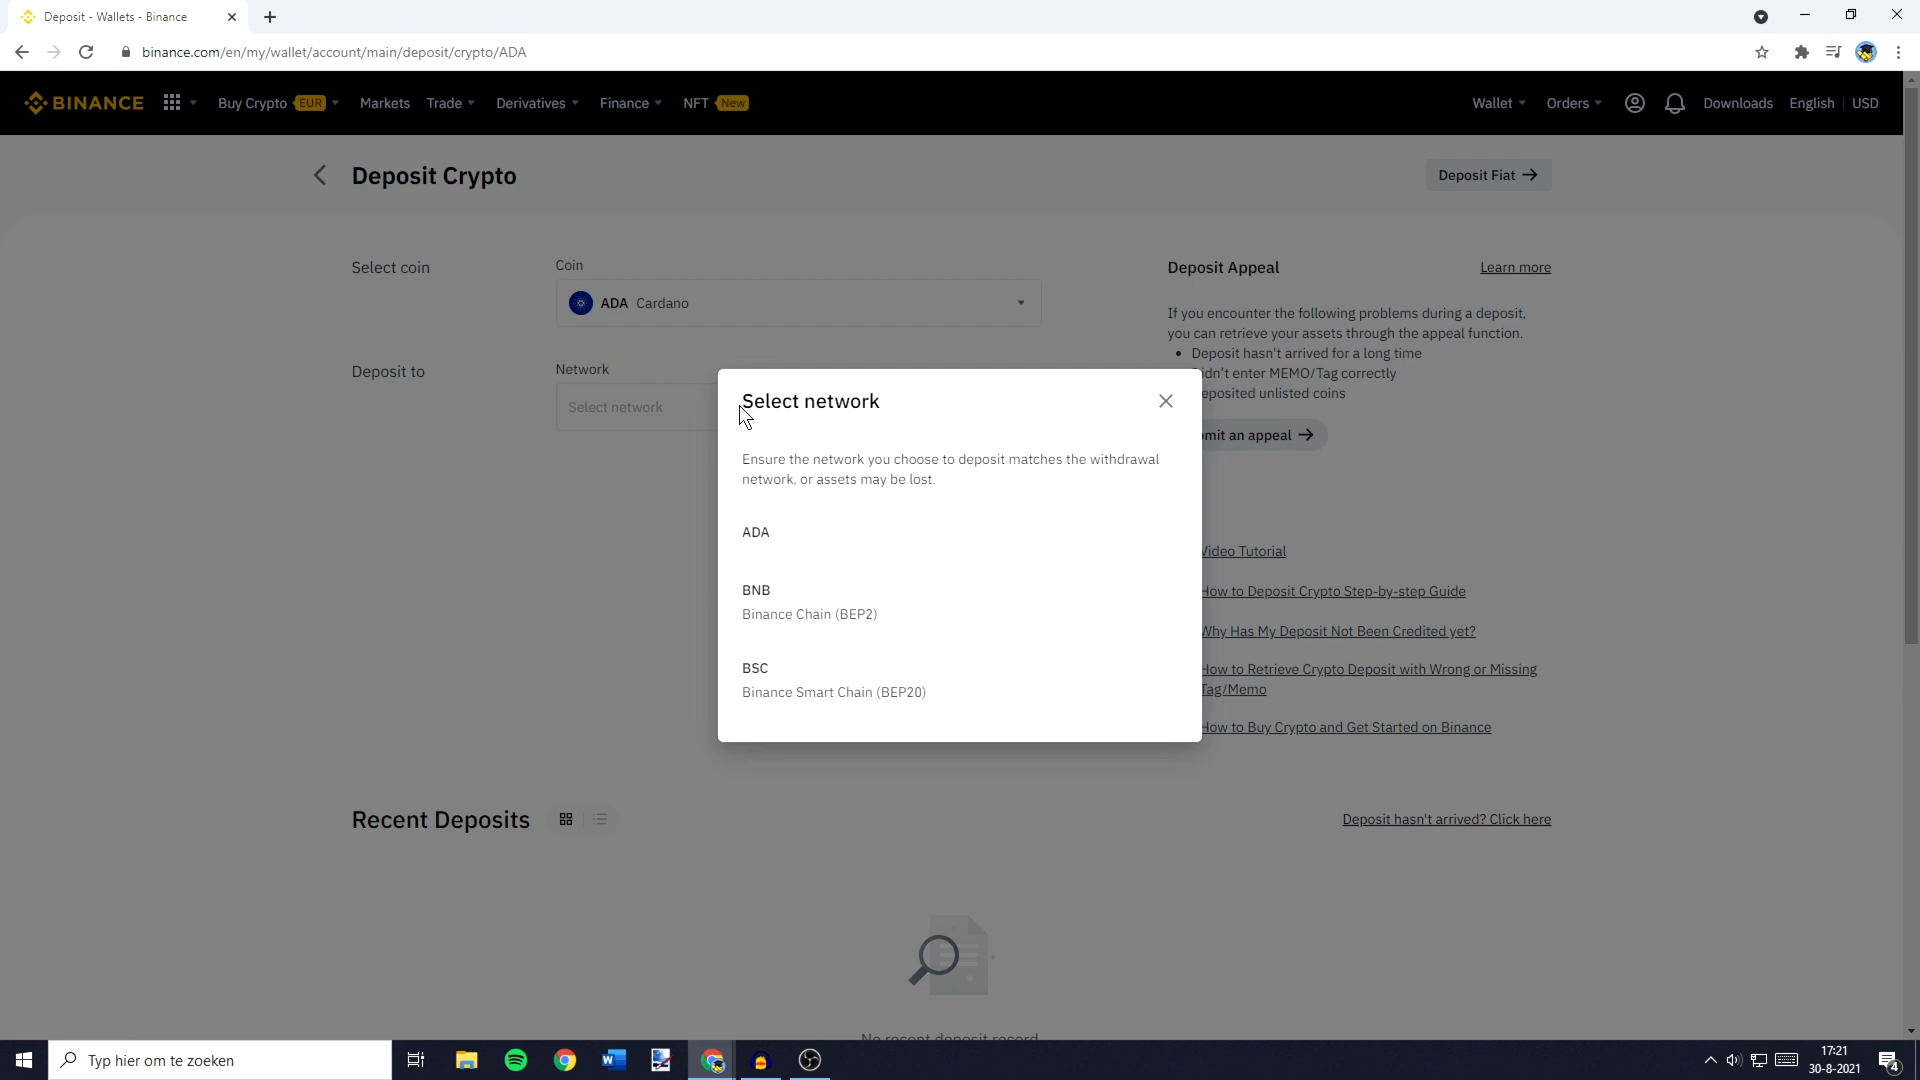 Deposit - Wallets - Binance
binance.com/en/my/wallet/account/main/deposit/crypto/ADA
BINANCE Buy Crypto EUR Markets Trade Derivatives Finance NFT New Wallet Orders Downloads English USD
Deposit Crypto
Deposit Fiat
Select coin
Coin
ADA Cardano
Deposit to
Network
Select network
Deposit Appeal
Learn more
If you encounter the following problems during a deposit,
you can retrieve your assets through the appeal function.
• Deposit hasn't arrived for a long time
idn't enter MEMO/Tag correctly
eposited unlisted coins
mit an appeal
Select network
Ensure the network you choose to deposit matches the withdrawal
network, or assets may be lost.
ADA
BNB
Binance Chain (BEP2)
BSC
Binance Smart Chain (BEP20)
Video Tutorial
How to Deposit Crypto Step-by-step Guide
Why Has My Deposit Not Been Credited yet?
How to Retrieve Crypto Deposit with Wrong or Missing
Tag/Memo
How to Buy Crypto and Get Started on Binance
Recent Deposits
Deposit hasn't arrived? Click here
No recent deposit record
Typ hier om te zoeken
17:21
30-8-2021
4